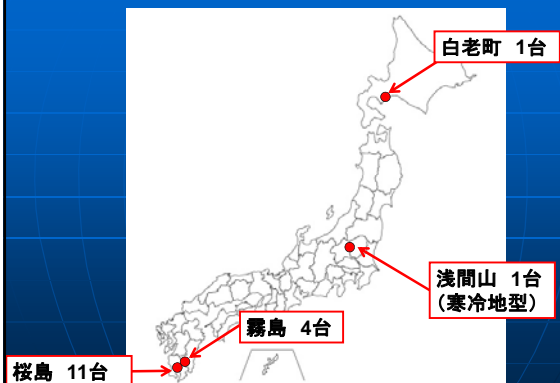 白老町 1台
浅間山 1台
(寒冷地型)
霧島 4台
桜島 11台